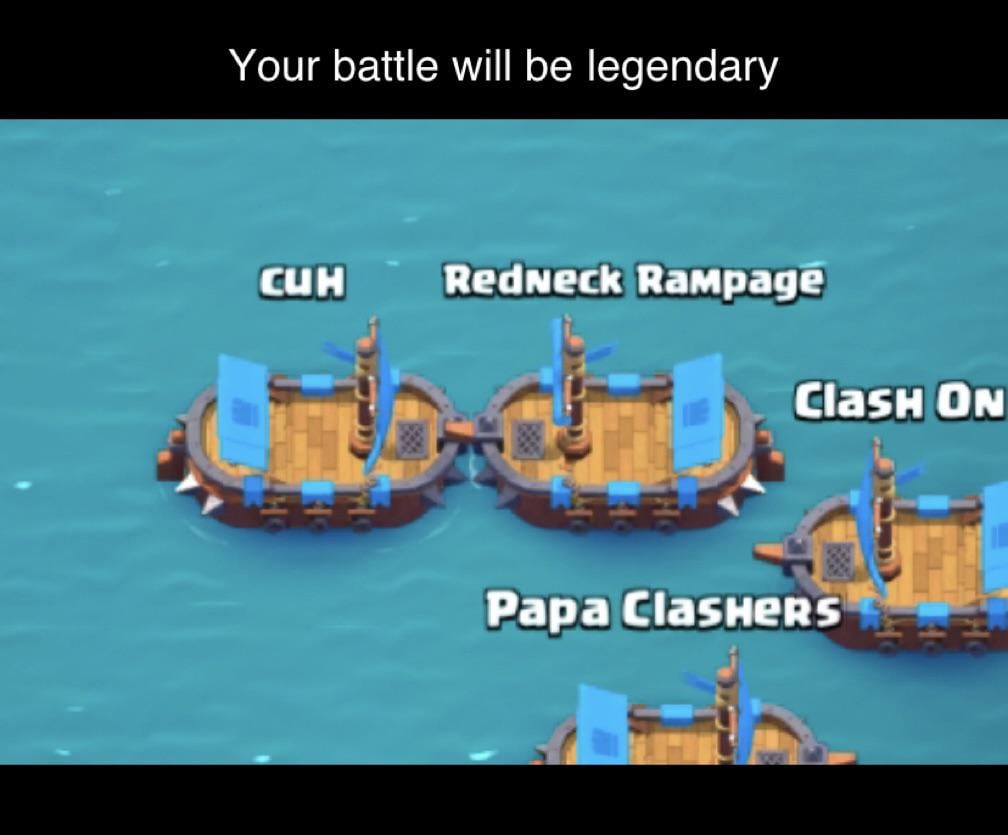 Your battle will be legendary
CUH
Redneck Rampage
Clash On
Papa Clashers